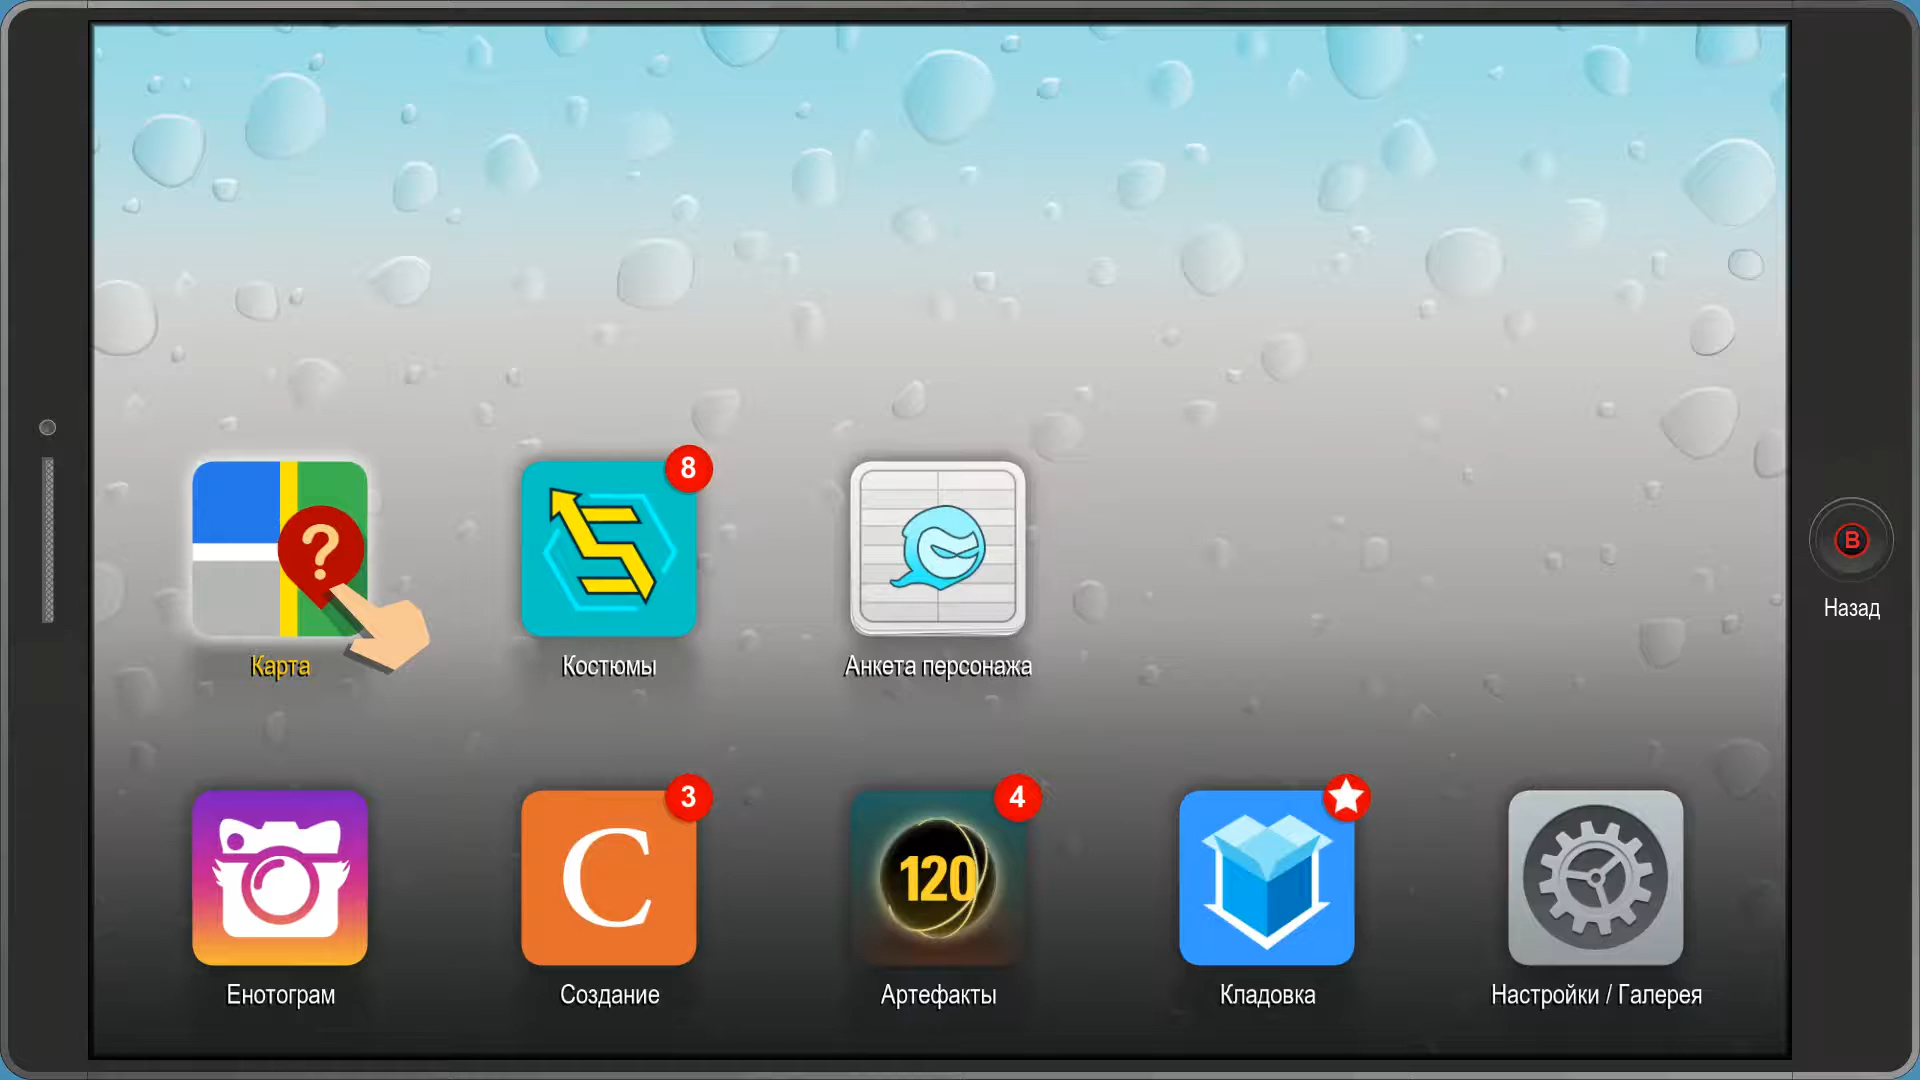 ?
8
Карта
Костюмы
Анкета персонажа
B
Назад
3
4
C
120
Енотограм
Создание
Артефакты
Кладовка
Настройки / Галерея